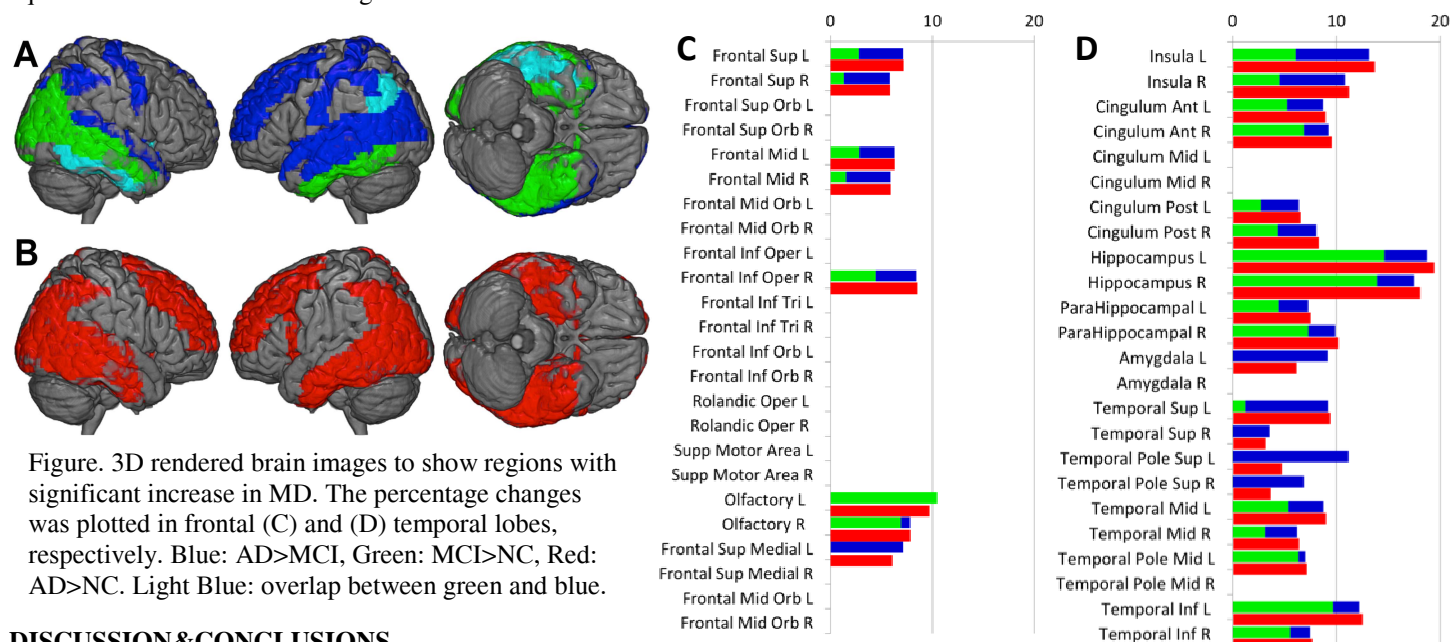 A
B
Figure. 3D rendered brain images to show regions with
significant increase in MD. The percentage changes
was plotted in frontal (C) and (D) temporal lobes,
respectively. Blue: AD>MCI, Green: MCI>NC, Red:
AD>NC. Light Blue: overlap between green and blue.
DISCUSSION&CONCLUSIONS
C
0 10 20
Frontal Sup L
Frontal Sup R
Frontal Sup Orb L
Frontal Sup Orb R
Frontal Mid L
Frontal Mid R
Frontal Mid Orb L
Frontal Mid Orb R
Frontal Inf Oper L
Frontal Inf Oper R
Frontal Inf Tri L
Frontal Inf Tri R
Frontal Inf Orb L
Frontal Inf Orb R
Rolandic Oper L
Rolandic Oper R
Supp Motor Area L
Supp Motor Area R
Olfactory L
Olfactory R
Frontal Sup Medial L
Frontal Sup Medial R
Frontal Mid Orb L
Frontal Mid Orb R
D
0 10 20
Insula L
Insula R
Cingulum Ant L
Cingulum Ant R
Cingulum Mid L
Cingulum Mid R
Cingulum Post L
Cingulum Post R
Hippocampus L
Hippocampus R
ParaHippocampal L
ParaHippocampal R
Amygdala L
Amygdala R
Temporal Sup L
Temporal Sup R
Temporal Pole Sup L
Temporal Pole Sup R
Temporal Mid L
Temporal Mid R
Temporal Pole Mid L
Temporal Pole Mid R
Temporal Inf L
Temporal Inf R